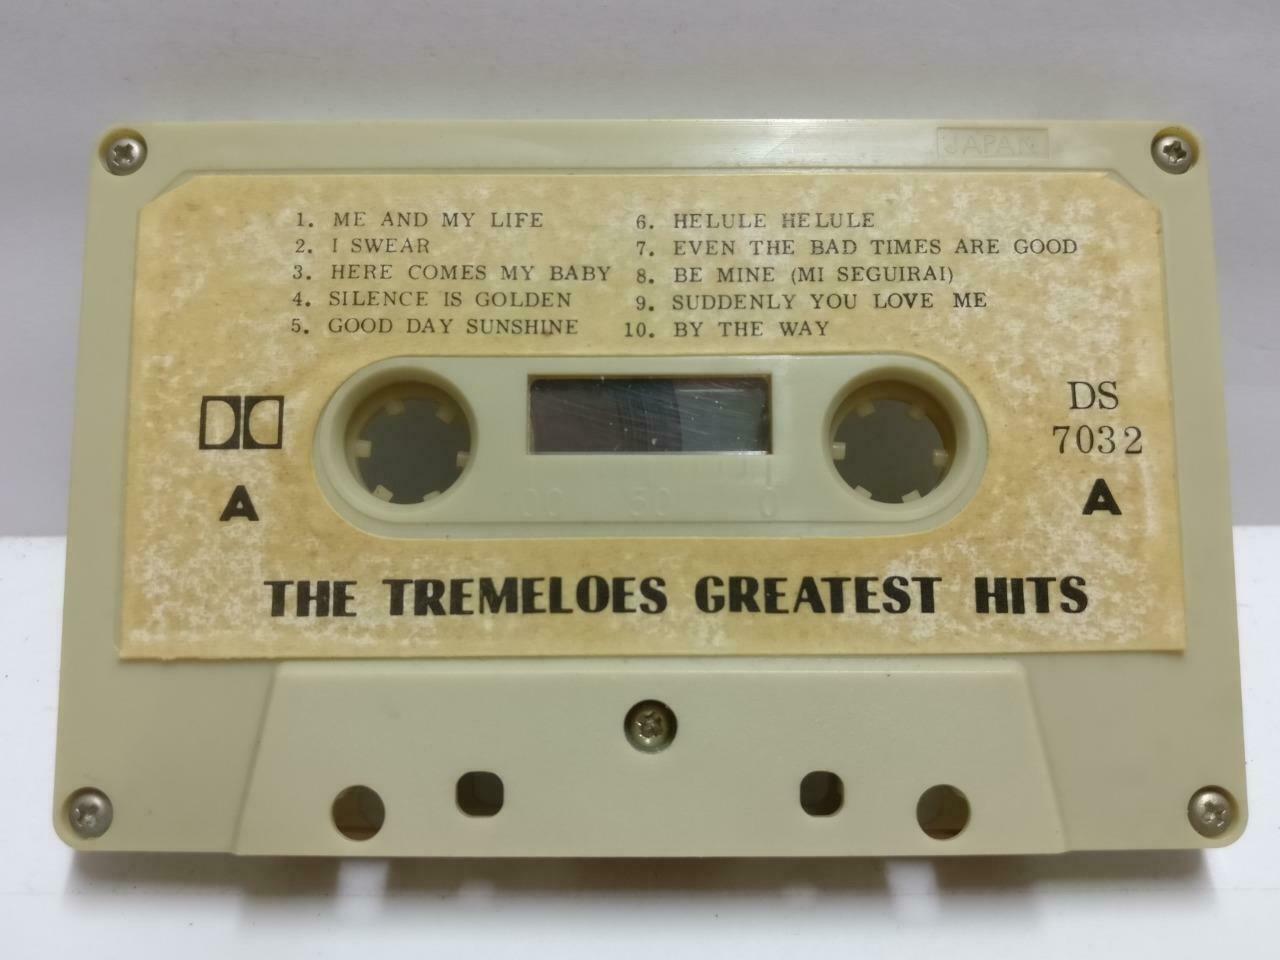 JAPAN
1. ME AND MY LIFE
2. I SWEAR
3. HERE COMES MY BABY
4. SILENCE IS GOLDEN
5. GOOD DAY SUNSHINE
6. HELULE HELULE
7. EVEN THE BAD TIMES ARE GOOD
8. BE MINE (MI SEGUIRAI)
9. SUDDENLY YOU LOVE ME
10. BY THE WAY
DS
7032
A
A
50
0
THE TREMELOES GREATEST HITS